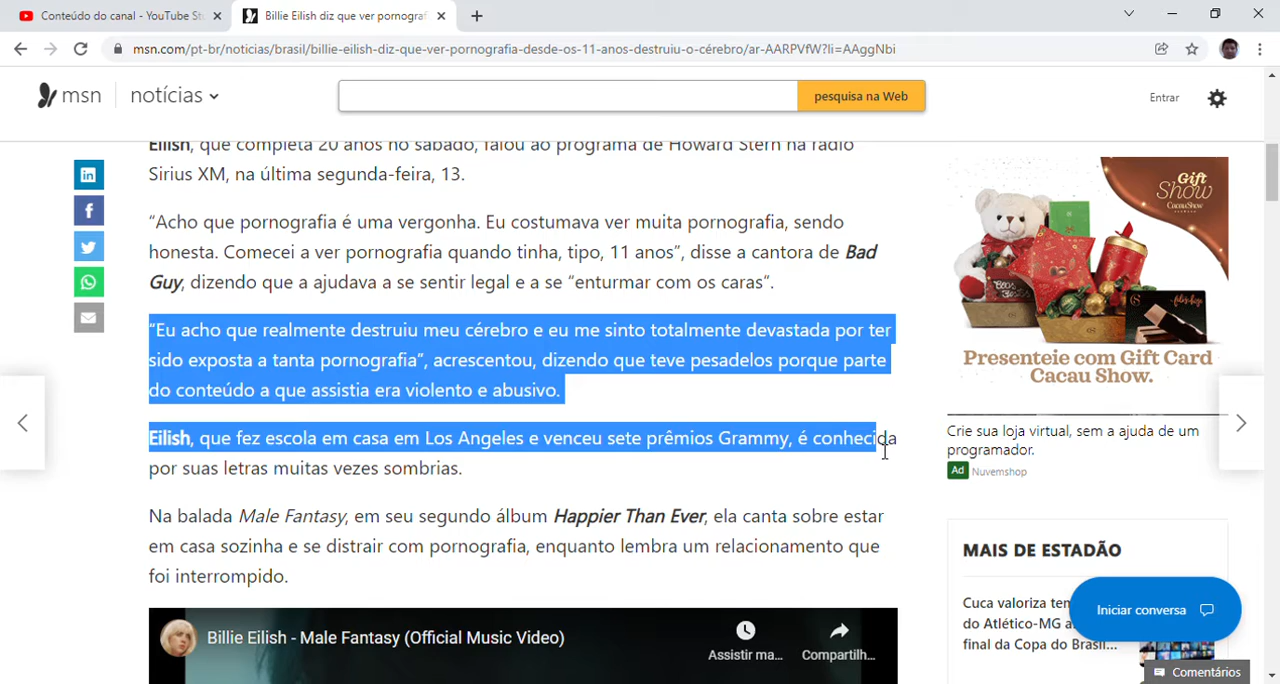 Conteúdo do canal - YouTube St
Billie Eilish diz que ver pornograf
msn.com/pt-br/noticias/brasil/billie-eilish-diz-que-ver-pornografia-desde-os-11-anos-destruiu-o-cérebro/ar-AARPVfW?li=AAggNbi
msn
notícias
pesquisa na Web
Entrar
Eilish, que completa 20 anos no sábado, falou ao programa de Howard Stern na rádio
Sirius XM, na última segunda-feira, 13.
“Acho que pornografia é uma vergonha. Eu costumava ver muita pornografia, sendo
honesta. Comecei a ver pornografia quando tinha, tipo, 11 anos”, disse a cantora de Bad
Guy, dizendo que a ajudava a se sentir legal e a se “enturmar com os caras”.
“Eu acho que realmente destruiu meu cérebro e eu me sinto totalmente devastada por ter
sido exposta a tanta pornografia”, acrescentou, dizendo que teve pesadelos porque parte
do conteúdo a que assistia era violento e abusivo.
Eilish, que fez escola em casa em Los Angeles e venceu sete prêmios Grammy, é conhecida
por suas letras muitas vezes sombrias.
Na balada Male Fantasy, em seu segundo álbum Happier Than Ever, ela canta sobre estar
em casa sozinha e se distrair com pornografia, enquanto lembra um relacionamento que
foi interrompido.
Billie Eilish - Male Fantasy (Official Music Video)
Assistir ma...
Compartilh...
Gift
Show
CacauShow
Presenteie com Gift Card
Cacau Show.
Crie sua loja virtual, sem a ajuda de um
programador.
Ad Nuvemshop
MAIS DE ESTADÃO
Cuca valoriza te
do Atlético-MG a
final da Copa do Brasil...
Iniciar conversa
Comentários